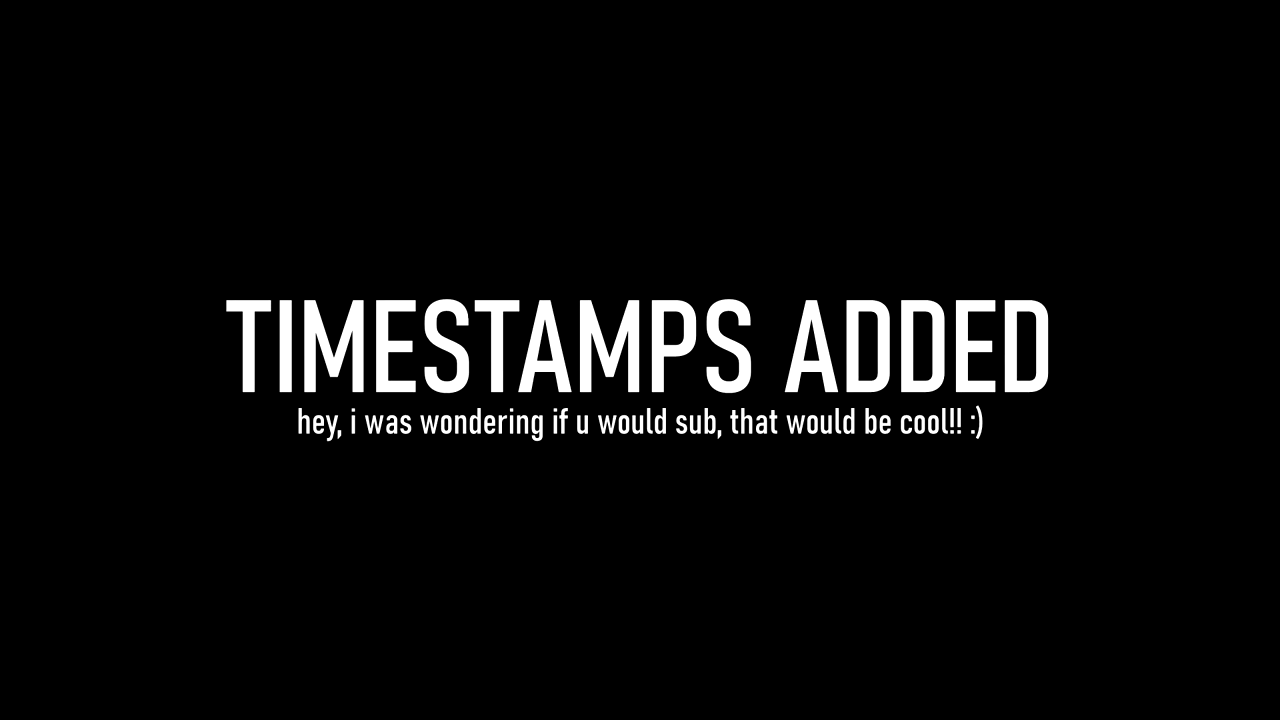 TIMESTAMPS ADDED
hey, i was wondering if u would sub, that would be cool!! :)